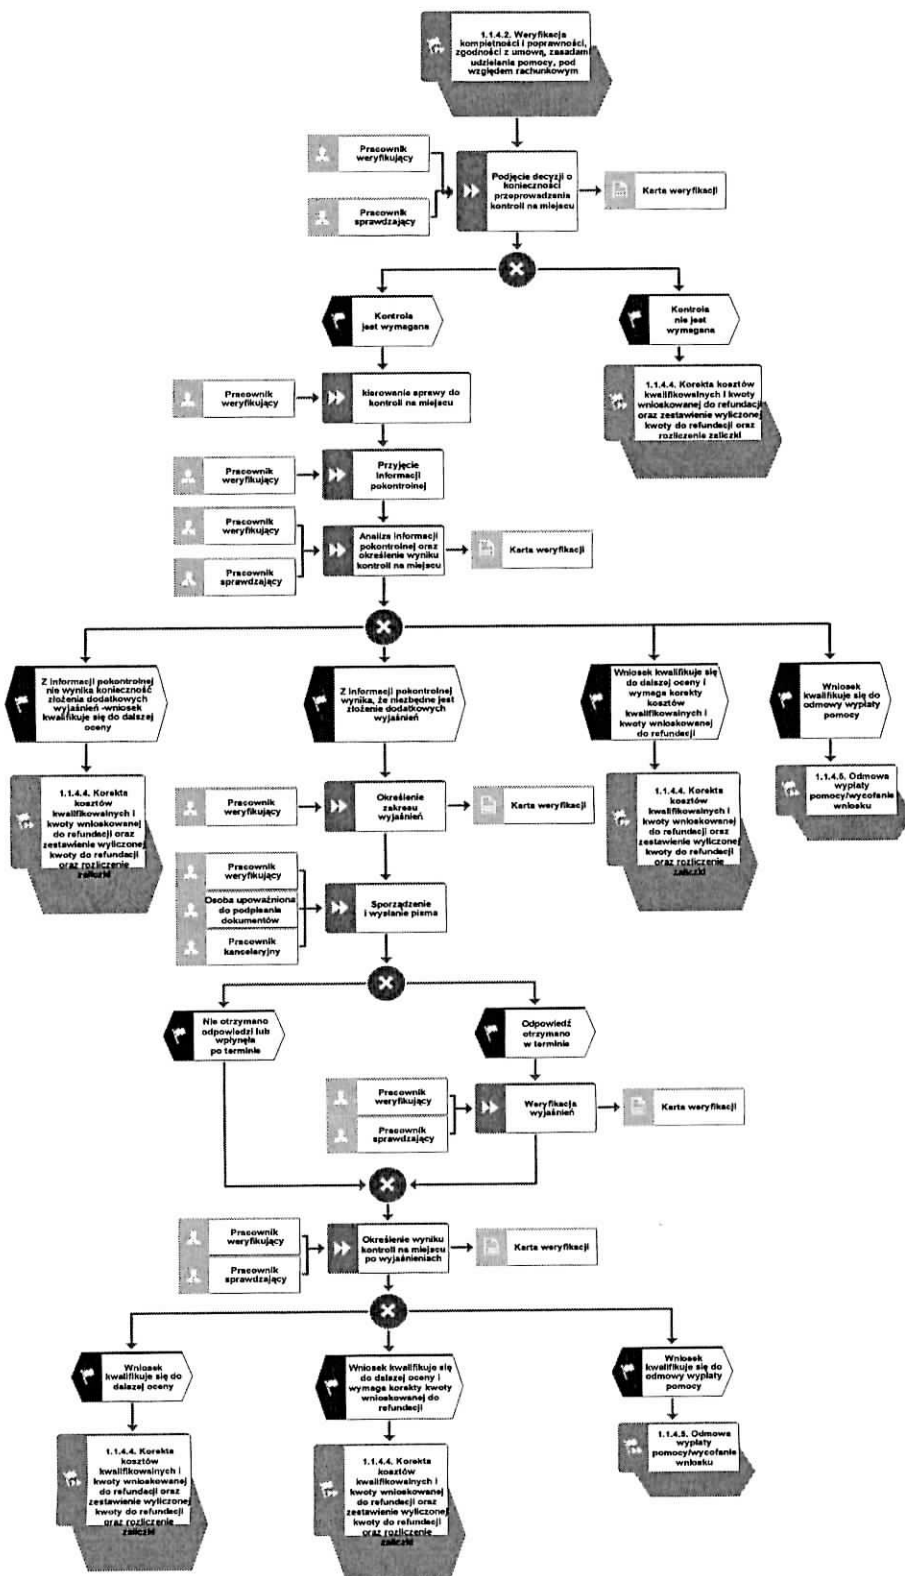 1.1.4.2. Weryfikacja
kompletności i poprawności,
zgodności z umową, zasadami
udzielania pomocy, pod
względem rachunkowym
Pracownik
weryfikujący
Pracownik
sprawdzający
Podjęcie decyzji o
konieczności
przeprowadzenia
kontroli na miejscu
Karta weryfikacji
Kontrola
jest wymagana
Kontrola
nie jest
wymagana
Pracownik
weryfikujący
kierowanie sprawy do
kontroli na miejscu
1.1.4.4. Korekta kosztów
kwalifikowalnych i kwoty
wnioskowanej do refundacji
oraz zestawienie wyliczonej
kwoty do refundacji oraz
rozliczenie zaliczki
Pracownik
weryfikujący
Przyjęcie
informacji
pokontrolnej
Pracownik
weryfikujący
Pracownik
sprawdzający
Analiza informacji
pokontrolnej oraz
określenie wyniku
kontroli na miejscu
Karta weryfikacji
Z informacji pokontrolnej
nie wynika konieczność
złożenia dodatkowych
wyjaśnień -wniosek
kwalifikuje się do dalszej
oceny
Z informacji pokontrolnej
wynika, że niezbędne jest
złożenie dodatkowych
wyjaśnień
Wniosek kwalifikuje się
do dalszej oceny i
wymaga korekty
kosztów
kwalifikowalnych i
kwoty wnioskowanej
do refundacji
Wniosek
kwalifikuje się do
odmowy wypłaty
pomocy
1.1.4.4. Korekta
kosztów
kwalifikowalnych i
kwoty wnioskowanej
do refundacji oraz
zestawienie wyliczonej
kwoty do refundacji
oraz rozliczenie
zaliczki
Pracownik
weryfikujący
Określenie
zakresu
wyjaśnień
Karta weryfikacji
1.1.4.4. Korekta
kosztów
kwalifikowalnych i
kwoty wnioskowanej
do refundacji oraz
zestawienie wyliczonej
kwoty do refundacji
oraz rozliczenie
zaliczki
1.1.4.5. Odmowa
wypłaty
pomocy/wycofanie
wniosku
Pracownik
weryfikujący
Osoba upoważniona
do podpisania
dokumentów
Pracownik
kancelaryjny
Sporządzenie
i wysłanie pisma
Nie otrzymano
odpowiedzi lub
wpłynęła
po terminie
Odpowiedź
otrzymano
w terminie
Pracownik
weryfikujący
Pracownik
sprawdzający
Weryfikacja
wyjaśnień
Karta weryfikacji
Pracownik
weryfikujący
Pracownik
sprawdzający
Określenie wyniku
kontroli na miejscu
po wyjaśnieniach
Karta weryfikacji
Wniosek
kwalifikuje się do
dalszej oceny
Wniosek kwalifikuje się
do dalszej oceny i
wymaga korekty kwoty
wnioskowanej do
refundacji
Wniosek
kwalifikuje się do
odmowy wypłaty
pomocy
1.1.4.4. Korekta
kosztów
kwalifikowalnych i
kwoty wnioskowanej
do refundacji oraz
zestawienie wyliczonej
kwoty do refundacji
oraz rozliczenie
zaliczki
1.1.4.4. Korekta
kosztów
kwalifikowalnych i
kwoty wnioskowanej
do refundacji oraz
zestawienie wyliczonej
kwoty do refundacji
oraz rozliczenie
zaliczki
1.1.4.5. Odmowa
wypłaty
pomocy/wycofanie
wniosku